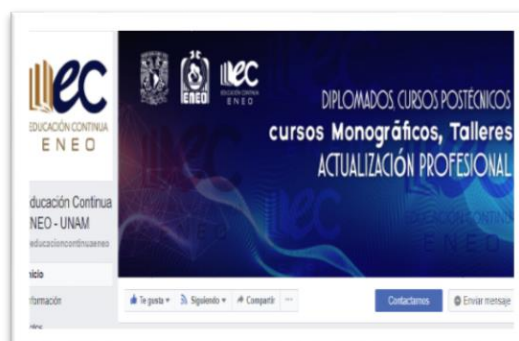 ec
EDUCACIÓN CONTINUA
ENEO
ENEO
ec
EDUCACIÓN CONTINUA
ENEO
DIPLOMADOS, CURSOS POSTÉCNICOS
cursos Monográficos, Talleres
ACTUALIZACIÓN PROFESIONAL
ducación Continua
NEO - UNAM
educacioncontinuaeneo
nicio
nformación
Te gusta
Siguiendo
Compartir
...
Contactarnos
Enviar mensaje